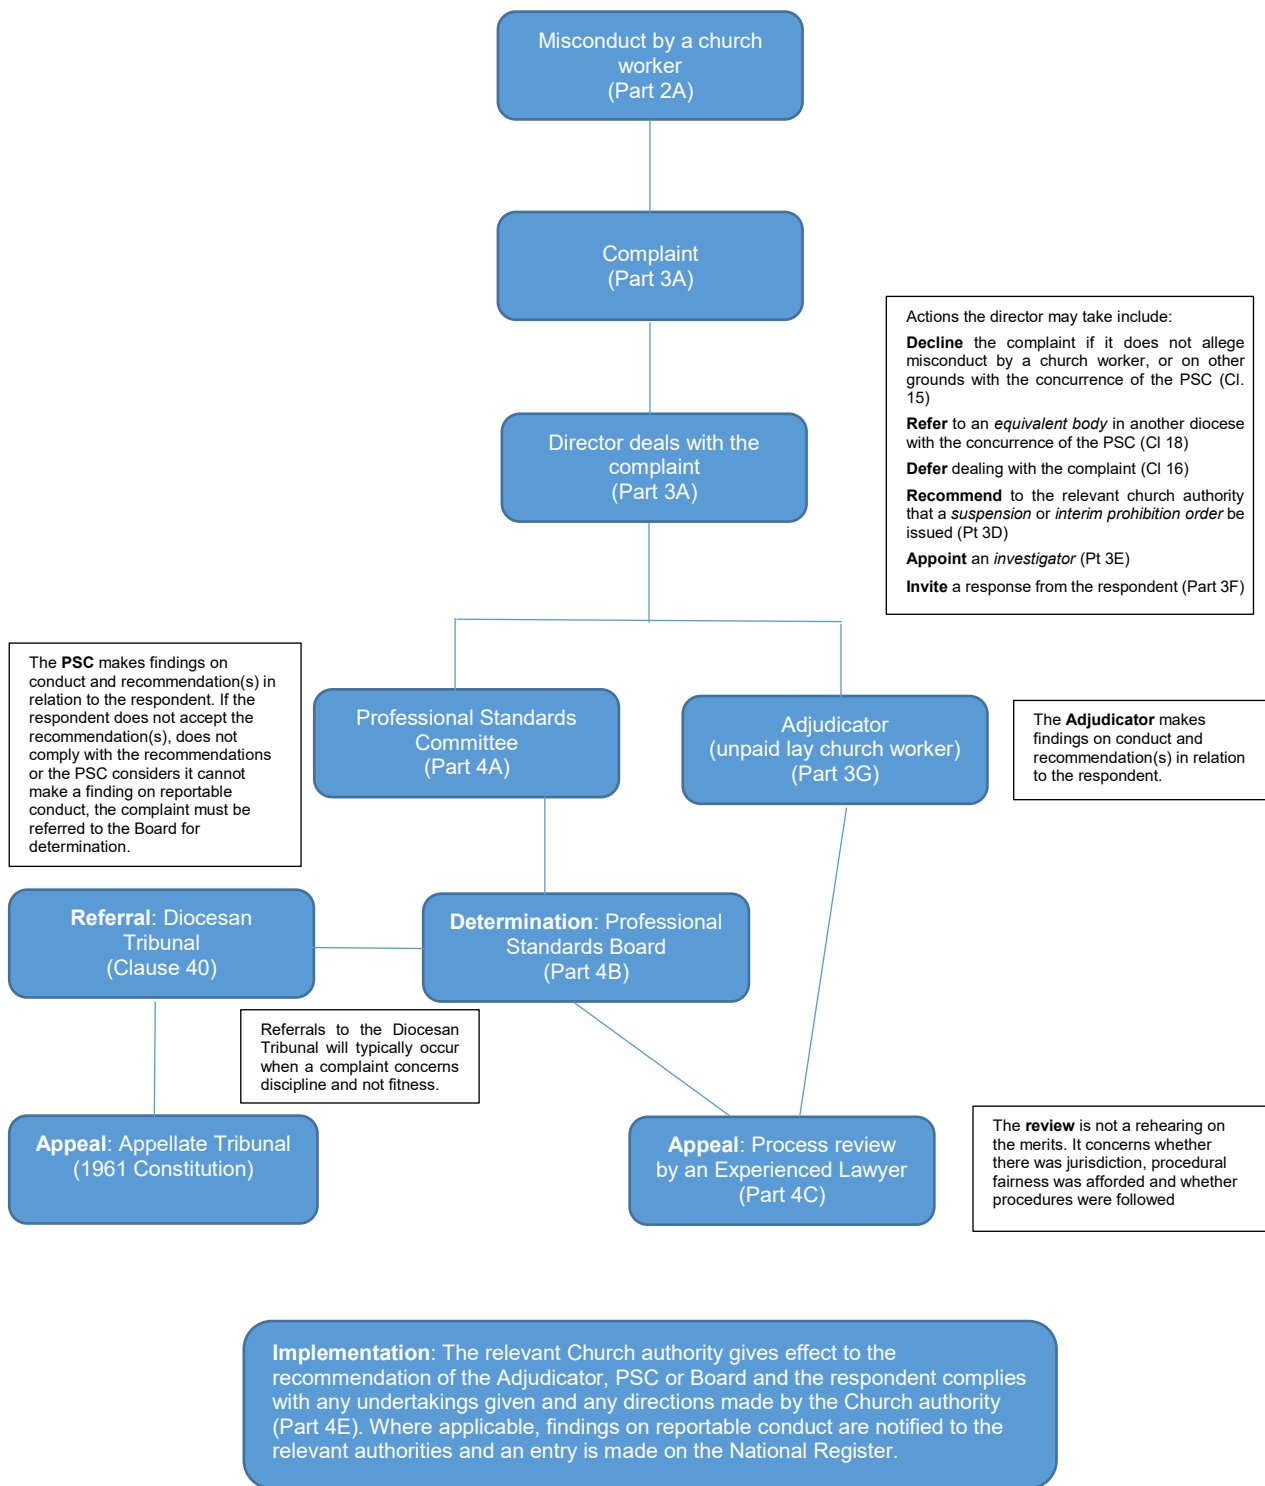 Misconduct by a church
worker
(Part 2A)
Complaint
(Part 3A)
Actions the director may take include:
Decline the complaint if it does not allege
misconduct by a church worker, or on other
grounds with the concurrence of the PSC (Cl.
15)
Refer to an equivalent body in another diocese
with the concurrence of the PSC (Cl 18)
Defer dealing with the complaint (Cl 16)
Recommend to the relevant church authority
that a suspension or interim prohibition order be
issued (Pt 3D)
Appoint an investigator (Pt 3E)
Invite a response from the respondent (Part 3F)
Director deals with the
complaint
(Part 3A)
The PSC makes findings on
conduct and recommendation(s) in
relation to the respondent. If the
respondent does not accept the
recommendation(s), does not
comply with the recommendations
or the PSC considers it cannot
make a finding on reportable
conduct, the complaint must be
referred to the Board for
determination.
Professional Standards
Committee
(Part 4A)
Adjudicator
(unpaid lay church worker)
(Part 3G)
The Adjudicator makes
findings on conduct and
recommendation(s) in relation
to the respondent.
Referral: Diocesan
Tribunal
(Clause 40)
Determination: Professional
Standards Board
(Part 4B)
Referrals to the Diocesan
Tribunal will typically occur
when a complaint concerns
discipline and not fitness.
Appeal: Appellate Tribunal
(1961 Constitution)
Appeal: Process review
by an Experienced Lawyer
(Part 4C)
The review is not a rehearing on
the merits. It concerns whether
there was jurisdiction, procedural
fairness was afforded and whether
procedures were followed
Implementation: The relevant Church authority gives effect to the
recommendation of the Adjudicator, PSC or Board and the respondent complies
with any undertakings given and any directions made by the Church authority
(Part 4E). Where applicable, findings on reportable conduct are notified to the
relevant authorities and an entry is made on the National Register.